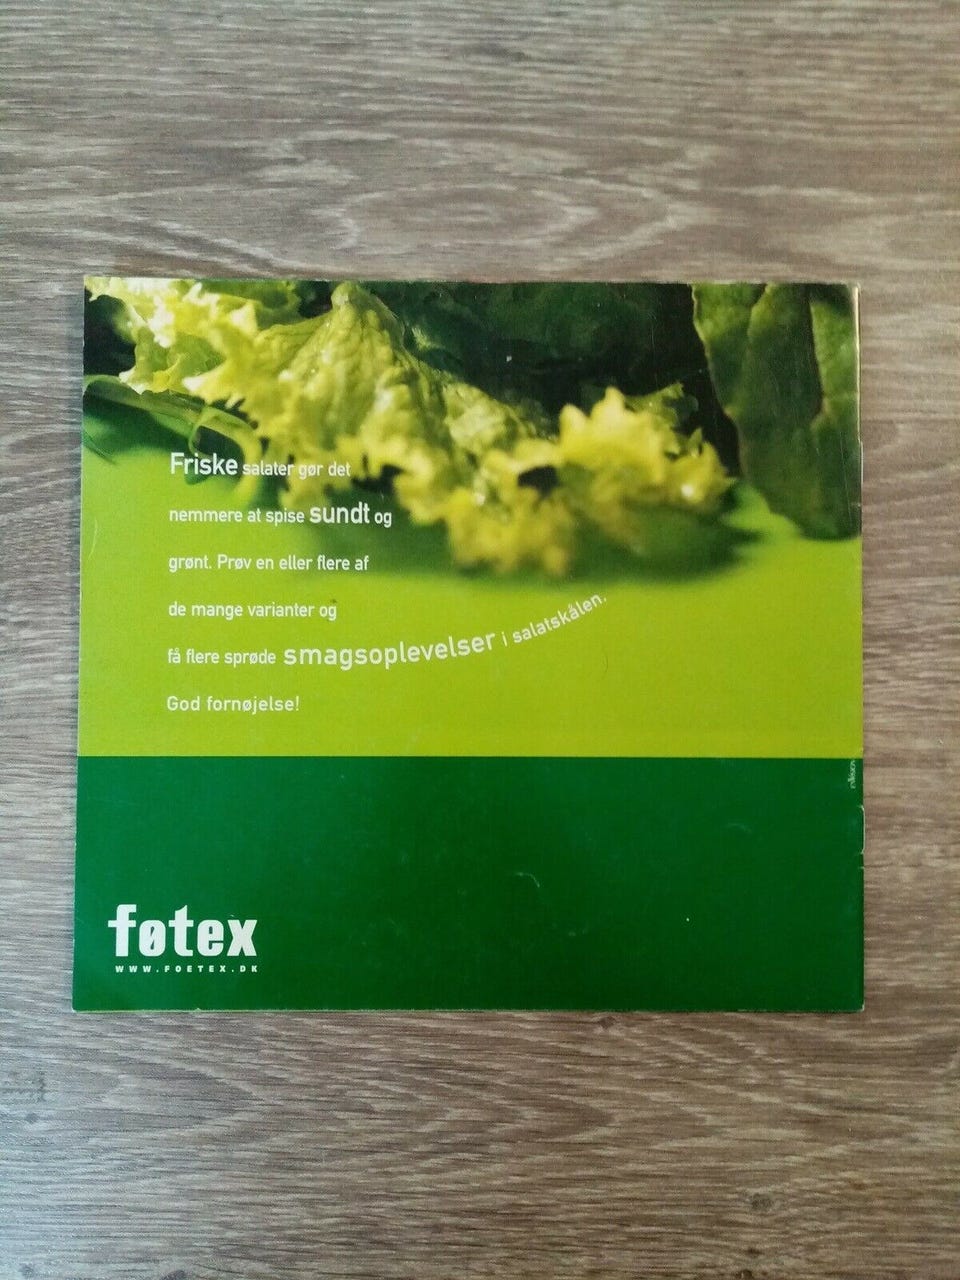 Friske salater gør det
nemmere at spise sundt og
grønt. Prøv en eller flere af
de mange varianter og
få flere sprøde smagsoplevelser i salatskålen.
God fornøjelse!
føtex
WWW.FOETEX.DK